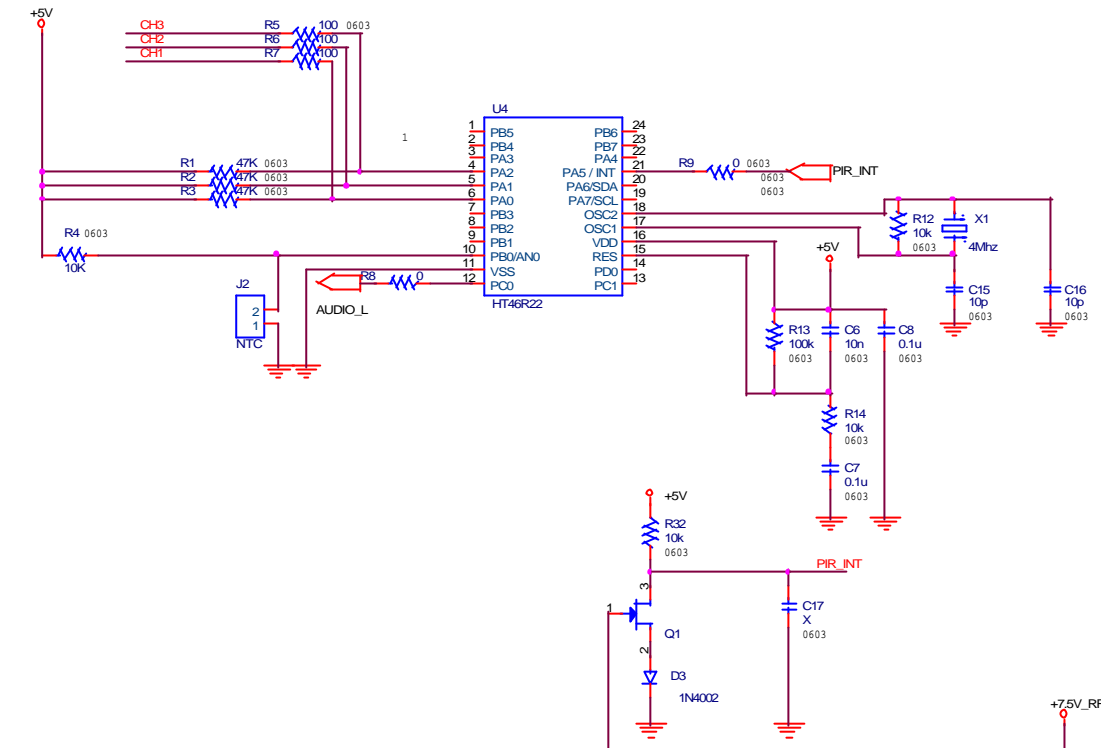 +5V
CH3 R5 100 0603
CH2 R6 100
CH1 R7 100
U4
1 PB5 PB6 24
2 PB4 PB7 23
3 PA3 PA4 22
R1 47K 0603 4 PA2 PA5 / INT 21 R9 0 0603 PIR_INT
R2 47K 0603 5 PA1 PA6/SDA 20 0603
R3 47K 0603 6 PA0 PA7/SCL 19
7 PB3 OSC2 18
8 PB2 OSC1 17
9 PB1 VDD 16
R4 0603 10 PB0/AN0 RES 15
10K
11 VSS PD0 14
R8 0 12 PC0 PC1 13
1
HT46R22
AUDIO_L
J2
2
1
NTC
R12 X1
10k
0603 4Mhz
+5V
C15 C16
10p 10p
0603 0603
R13 C6 C8
100k 10n 0.1u
0603 0603 0603
R14
10k
0603
C7
0.1u
0603
+5V
R32
10k
0603
PIR_INT
3
1
C17
X
0603
Q1
2
D3
1N4002
+7.5V_RF